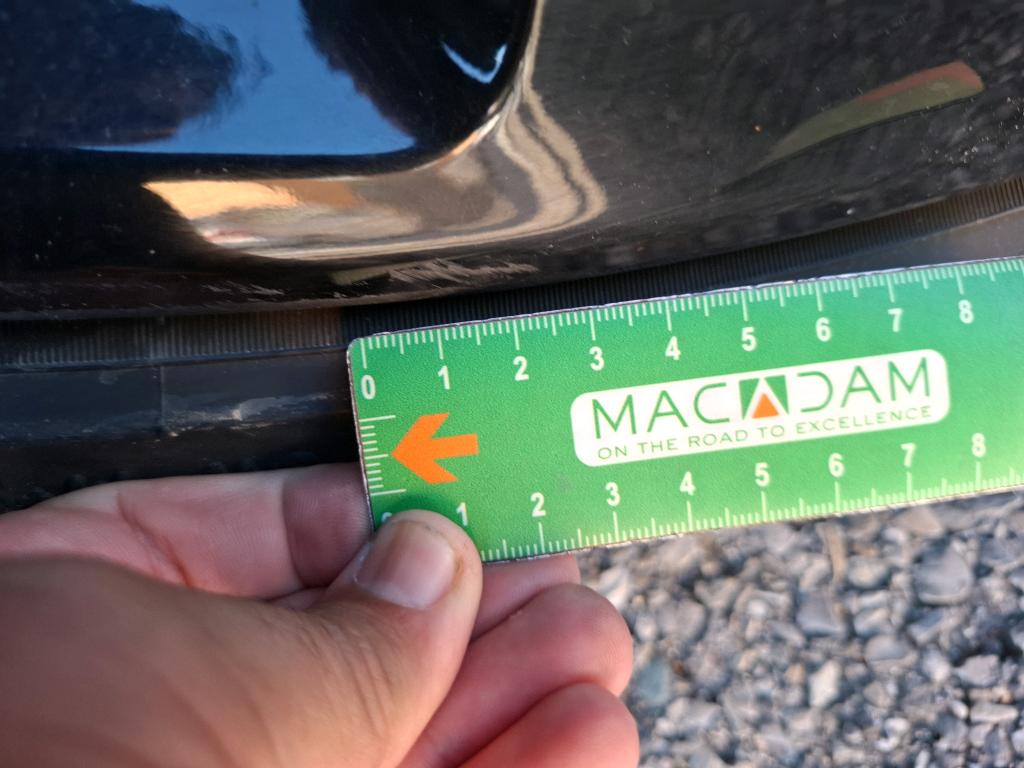 0 1 2 3 4 5 6 7 8
MACADAM
ON THE ROAD TO EXCELLENCE
1 2 3 4 5 6 7 8